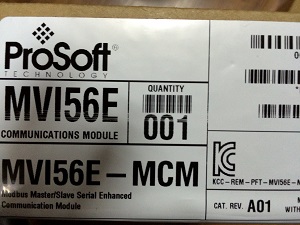 ProSoft
TECHNOLOGY
MVI56E
COMMUNICATIONS MODULE
QUANTITY
001
MVI56E-MCM
Modbus Master/Slave Serial Enhanced
Communication Module
KCC-REM-PFT-MVI56E-M
CAT. REV. A01
WITH